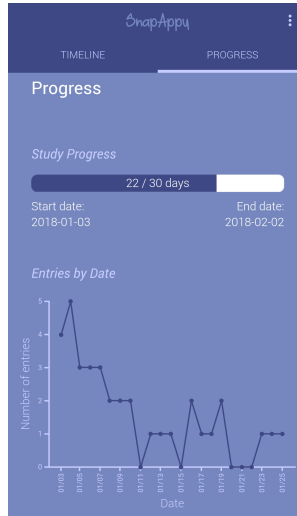 SnapAppy
TIMELINE PROGRESS
Progress
Study Progress
22 / 30 days
Start date: End date:
2018-01-03 2018-02-02
Entries by Date
Number of entries
5
4
3
2
1
0
01/03 01/05 01/07 01/09 01/11 01/13 01/15 01/17 01/19 01/21 01/23 01/25
Date